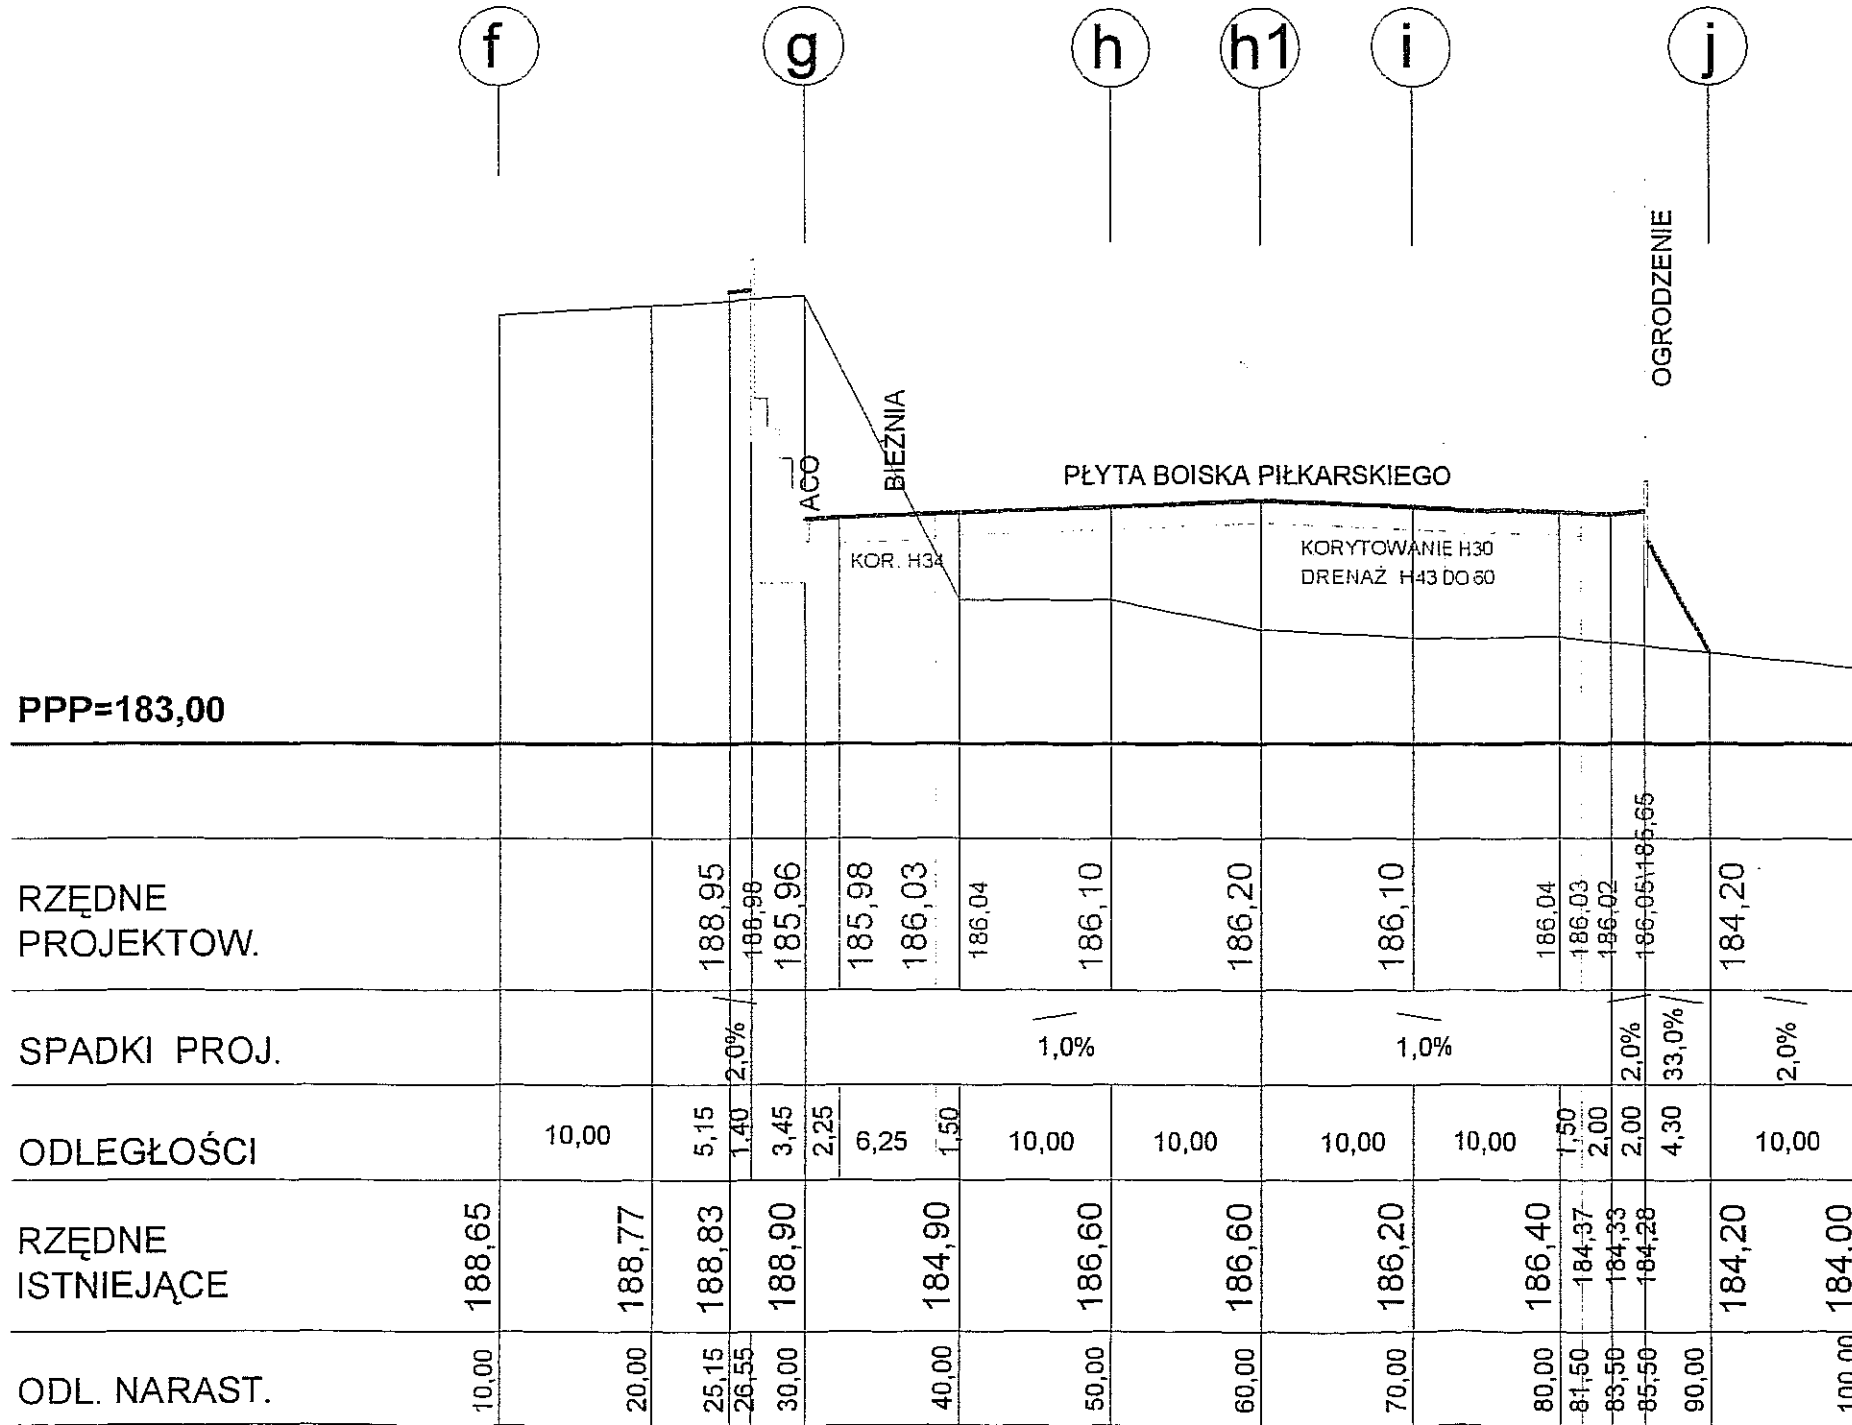 f g h h1 i j
OGRODZENIE
BIEŻNIA
ACO
PŁYTA BOISKA PIŁKARSKIEGO
KOR. H34
KORYTOWANIE H30
DRENAŻ H43 DO 60
PPP=183,00
RZĘDNE
PROJEKTOW.
188,95 188,98 185,96 185,98 186,03 186,04 186,10 186,20 186,10 186,04 186,03 186,02 186,05\186,65 184,20
SPADKI PROJ.
2,0% 1,0% 1,0% 2,0% 33,0% 2,0%
ODLEGŁOŚCI
10,00 5,15 1,40 3,45 2,25 6,25 1,50 10,00 10,00 10,00 10,00 1,50 2,00 2,00 4,30 10,00
RZĘDNE
ISTNIEJĄCE
188,65 188,77 188,83 188,90 184,90 186,60 186,60 186,20 186,40 184,37 184,33 184,28 184,20 184.00
ODL. NARAST.
10,00 20,00 25,15 26,55 30,00 40,00 50,00 60,00 70,00 80,00 81,50 83,50 85,50 90,00 100,00